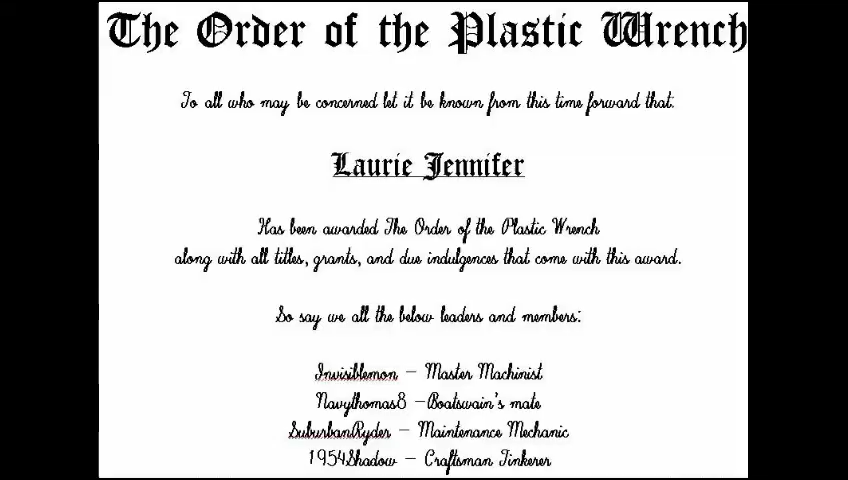 The Order of the Plastic Wrench
To all who may be concerned let it be known from this time forward that:
Laurie Jennifer
Has been awarded The Order of the Plastic Wrench
along with all titles, grants, and due indulgences that come with this award.
So say we all the below leaders and members:
Invisiblemon – Master Machinist
Navythomas8 –Boatswain's mate
SuburbanRyder – Maintenance Mechanic
1954Shadow – Craftsman Tinkerer